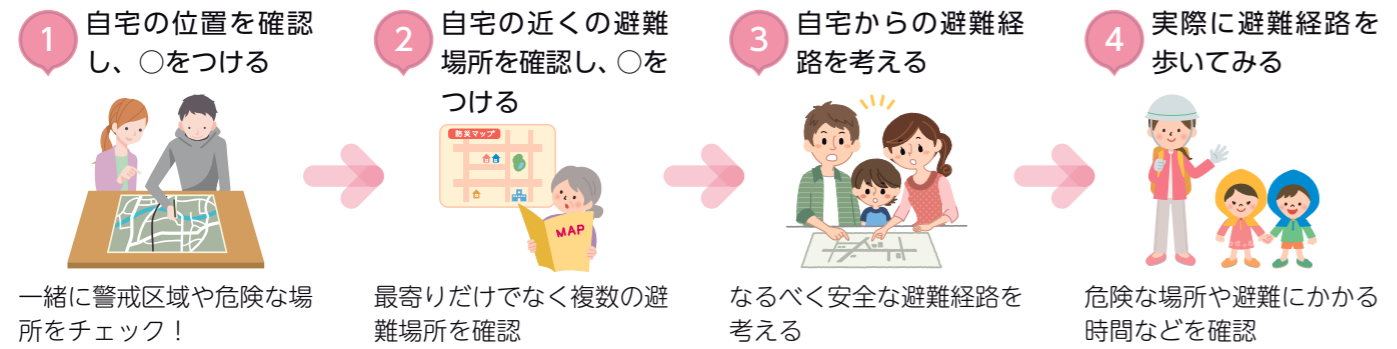 1
自宅の位置を確認
し、○をつける
一緒に警戒区域や危険な場
所をチェック！
2
自宅の近くの避難
場所を確認し、○を
つける
防災マップ
MAP
最寄りだけでなく複数の避
難場所を確認
3
自宅からの避難経
路を考える
なるべく安全な避難経路を
考える
4
実際に避難経路を
歩いてみる
危険な場所や避難にかかる
時間などを確認